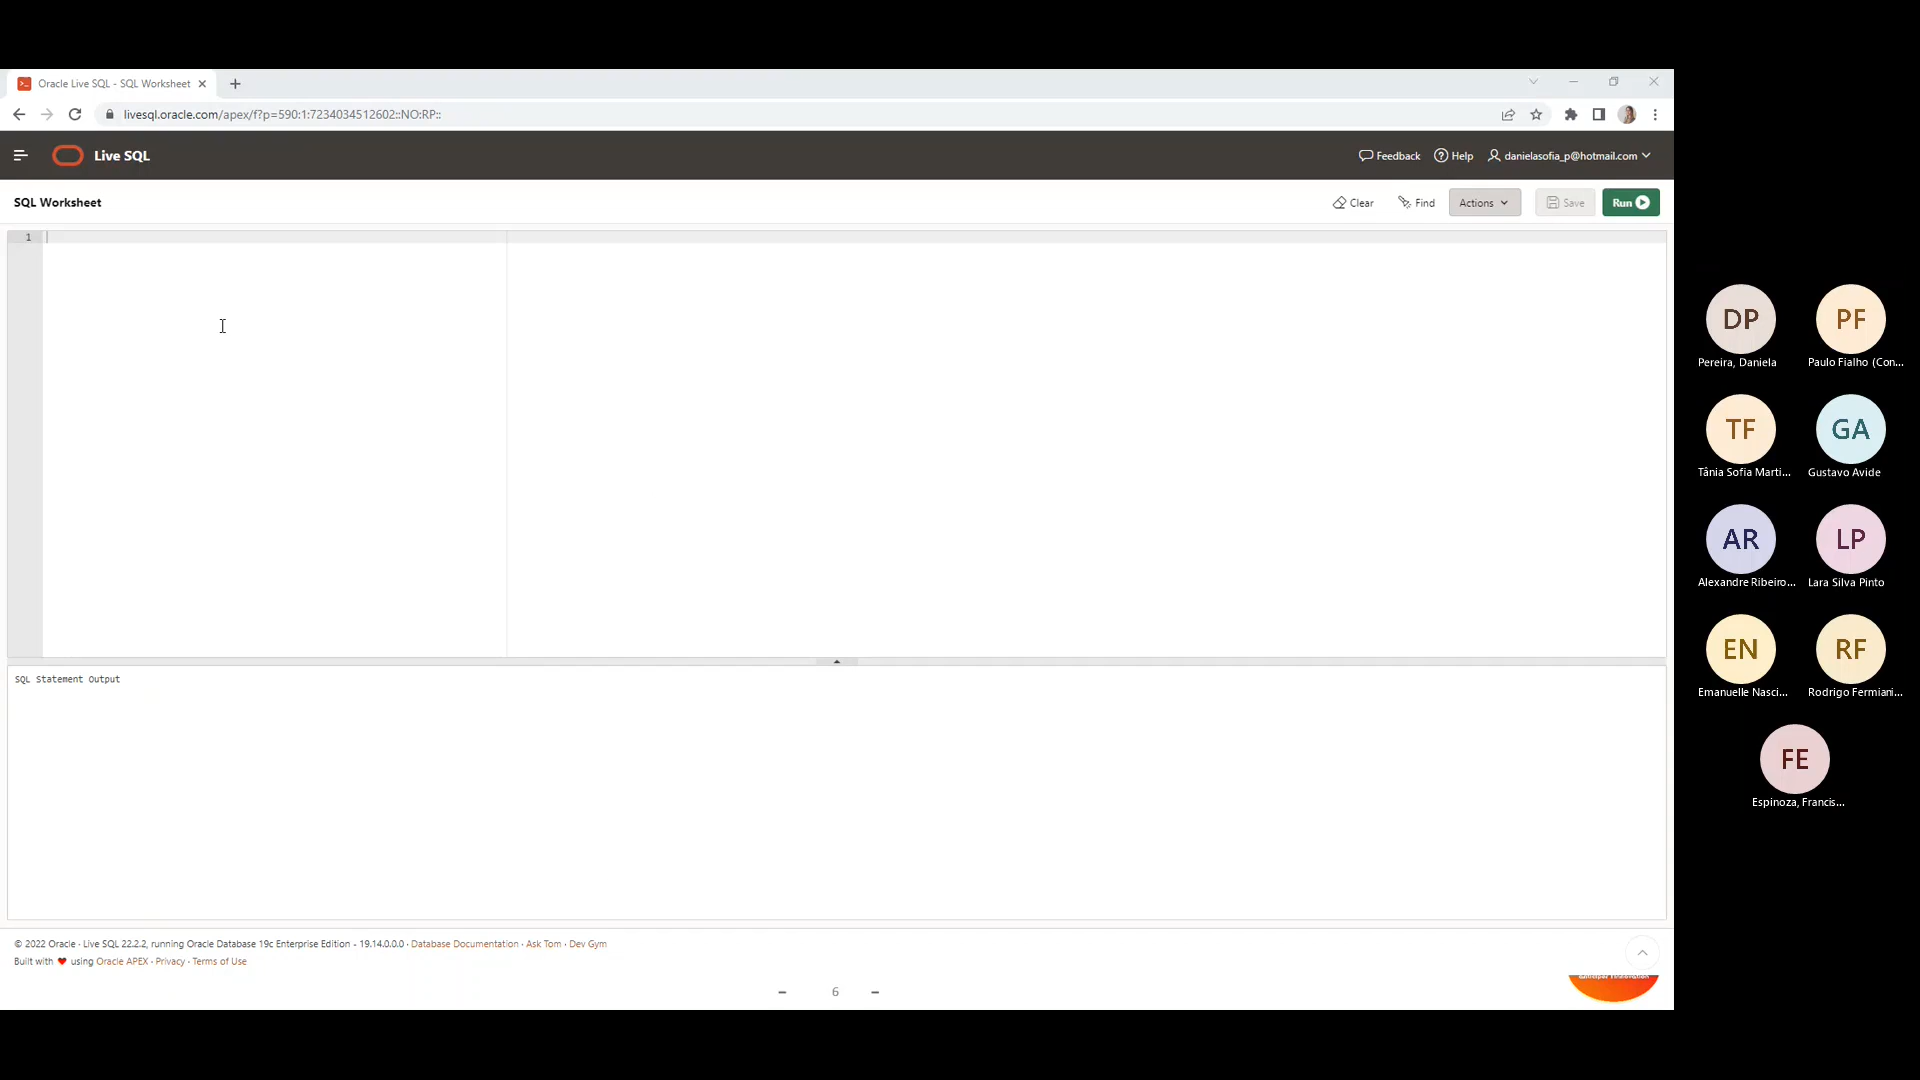 Oracle Live SQL - SQL Worksheet
livesql.oracle.com/apex/f?p=590:1:7234034512602::NO:RP::
Live SQL
Feedback
Help
danielasofia_p@hotmail.com
SQL Worksheet
Clear
Find
Actions
Save
Run
1
SQL Statement Output
© 2022 Oracle · Live SQL 22.2.2, running Oracle Database 19c Enterprise Edition - 19.14.0.0.0 · Database Documentation · Ask Tom · Dev Gym
Built with ❤ using Oracle APEX · Privacy · Terms of Use
6
DP
Pereira, Daniela
PF
Paulo Fialho (Con...
TF
Tânia Sofia Marti...
GA
Gustavo Avide
AR
Alexandre Ribeiro...
LP
Lara Silva Pinto
EN
Emanuelle Nasci...
RF
Rodrigo Fermiani...
FE
Espinoza, Francis...